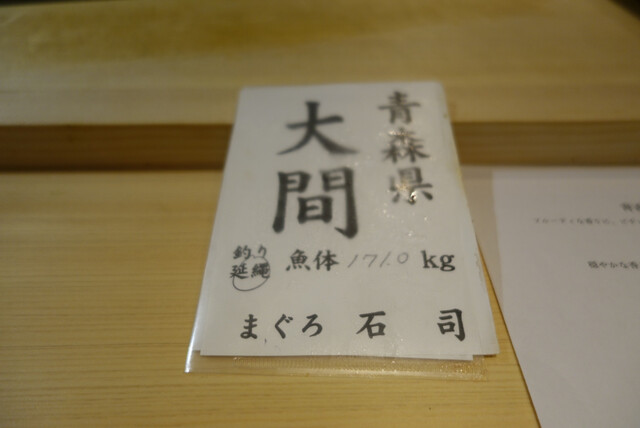 青森県
大間
釣り
延縄
魚体 171.0 kg
まぐろ 石 司